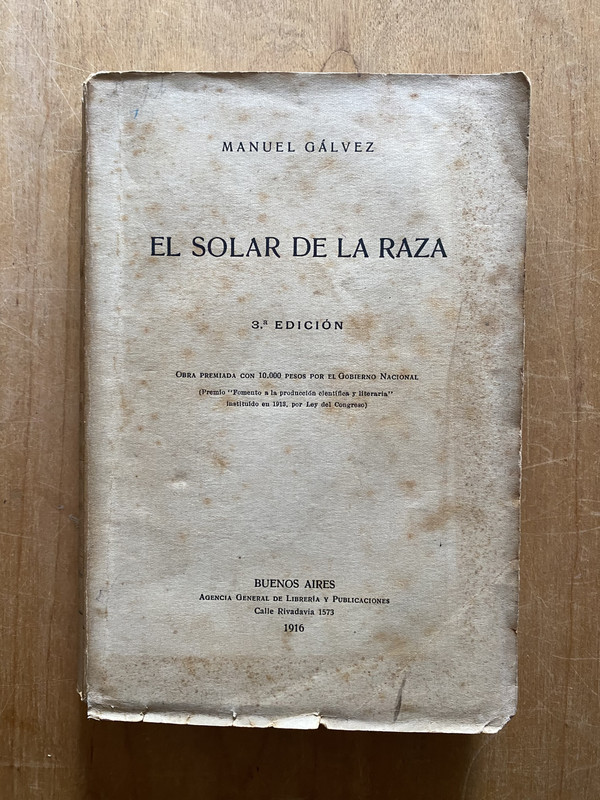 MANUEL GÁLVEZ
EL SOLAR DE LA RAZA
3.ª EDICIÓN
OBRA PREMIADA CON 10.000 PESOS POR EL GOBIERNO NACIONAL
(Premio "Fomento a la producción científica y literaria"
instituído en 1913, por Ley del Congreso)
BUENOS AIRES
AGENCIA GENERAL DE LIBRERÍA Y PUBLICACIONES
Calle Rivadavia 1573
1916